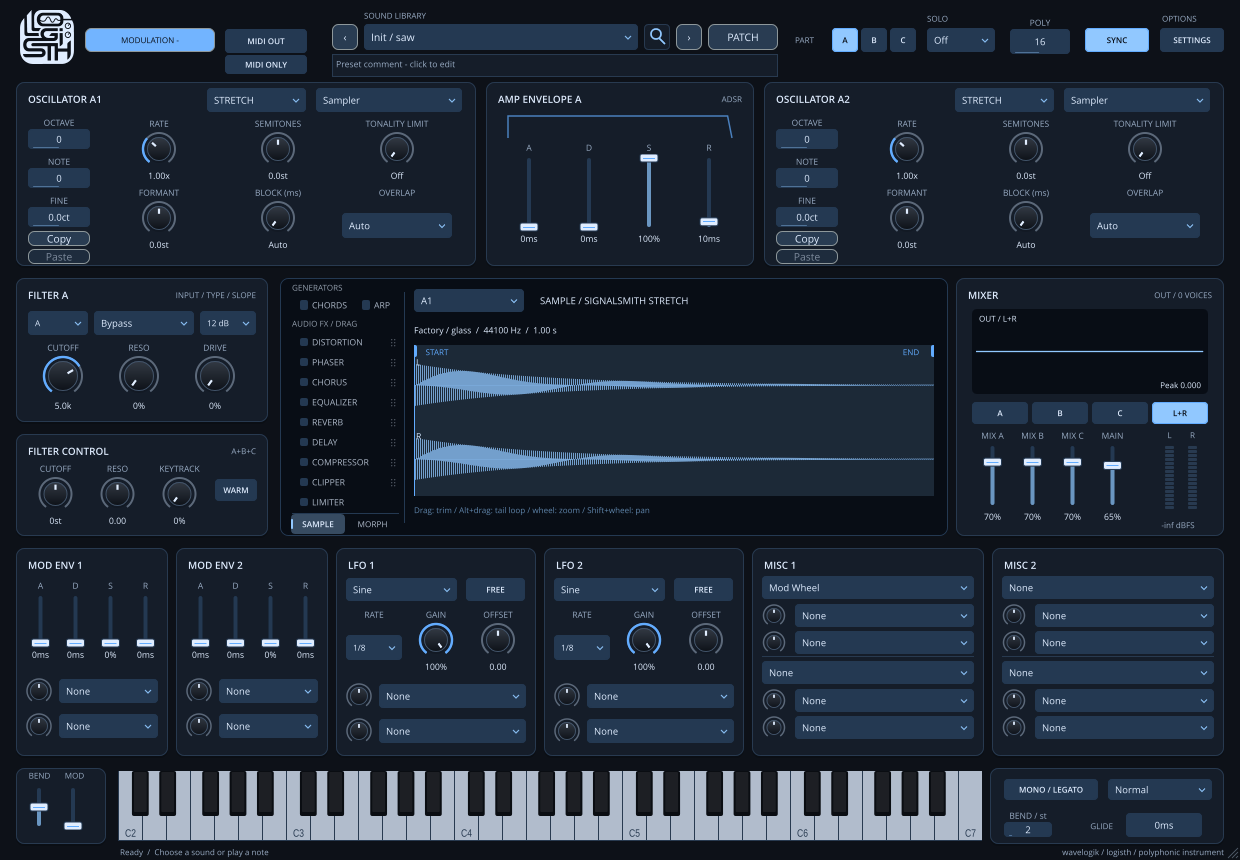 LOGISTH
MODULATION -
MIDI OUT
MIDI ONLY
SOUND LIBRARY
‹
Init / saw
›
PATCH
Preset comment - click to edit
PART
A
B
C
SOLO
Off
POLY
16
SYNC
OPTIONS
SETTINGS
OSCILLATOR A1
STRETCH
Sampler
OCTAVE
0
NOTE
0
FINE
0.0ct
Copy
Paste
RATE
1.00x
SEMITONES
0.0st
TONALITY LIMIT
Off
FORMANT
0.0st
BLOCK (ms)
Auto
OVERLAP
Auto
AMP ENVELOPE A
ADSR
A D S R
0ms 0ms 100% 10ms
OSCILLATOR A2
STRETCH
Sampler
OCTAVE
0
NOTE
0
FINE
0.0ct
Copy
Paste
RATE
1.00x
SEMITONES
0.0st
TONALITY LIMIT
Off
FORMANT
0.0st
BLOCK (ms)
Auto
OVERLAP
Auto
FILTER A
INPUT / TYPE / SLOPE
A
Bypass
12 dB
CUTOFF RESO DRIVE
5.0k 0% 0%
FILTER CONTROL
A+B+C
CUTOFF RESO KEYTRACK
WARM
0st 0.00 0%
GENERATORS
CHORDS ARP
AUDIO FX / DRAG
DISTORTION
PHASER
CHORUS
EQUALIZER
REVERB
DELAY
COMPRESSOR
CLIPPER
LIMITER
SAMPLE MORPH
A1
SAMPLE / SIGNALSMITH STRETCH
Factory / glass / 44100 Hz / 1.00 s
START END
L
R
Drag: trim / Alt+drag: tail loop / wheel: zoom / Shift+wheel: pan
MIXER
OUT / 0 VOICES
OUT / L+R
Peak 0.000
A B C L+R
MIX A MIX B MIX C MAIN L R
70% 70% 70% 65%
-inf dBFS
MOD ENV 1
A D S R
0ms 0ms 0% 0ms
None
None
MOD ENV 2
A D S R
0ms 0ms 0% 0ms
None
None
LFO 1
Sine
FREE
RATE GAIN OFFSET
1/8
100% 0.00
None
None
LFO 2
Sine
FREE
RATE GAIN OFFSET
1/8
100% 0.00
None
None
MISC 1
Mod Wheel
None
None
None
None
None
MISC 2
None
None
None
None
None
None
BEND MOD
C2 C3 C4 C5 C6 C7
MONO / LEGATO
Normal
BEND / st
2
GLIDE
0ms
Ready / Choose a sound or play a note
wavelogik / logisth / polyphonic instrument